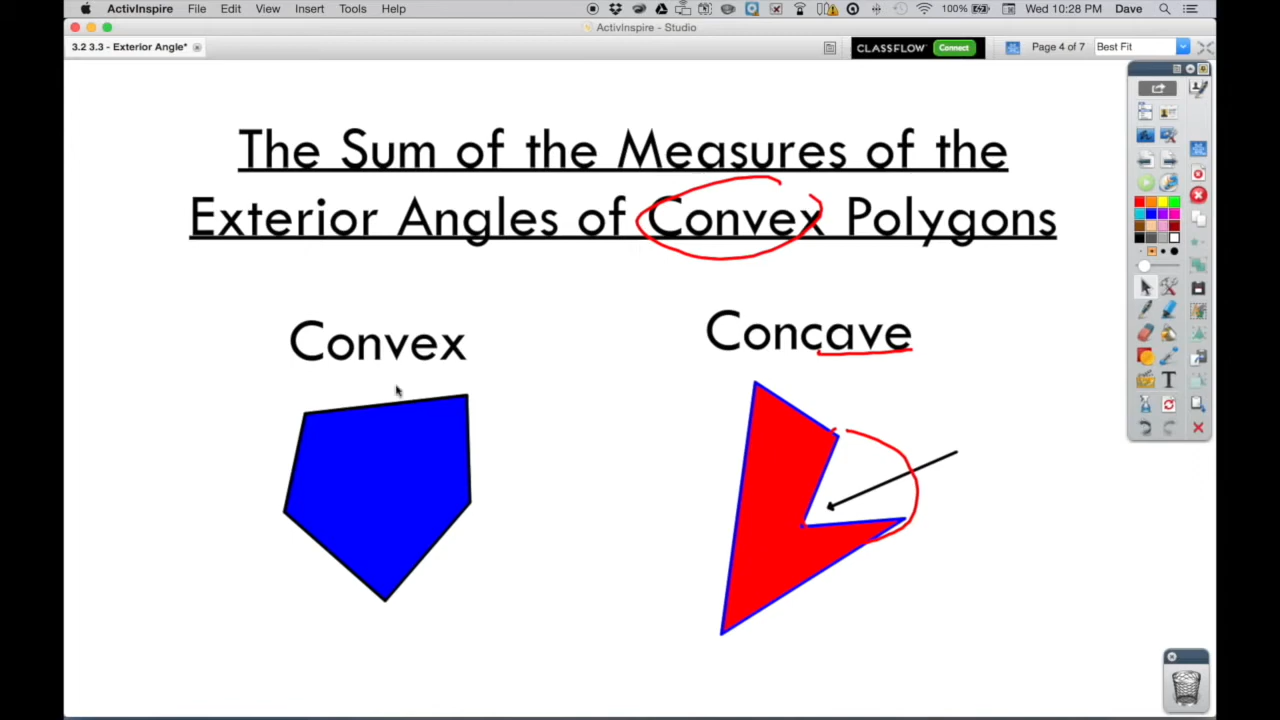 ActivInspire File Edit View Insert Tools Help 100% Wed 10:28 PM Dave
ActivInspire - Studio
3.2 3.3 - Exterior Angle* CLASSFLOW Connect Page 4 of 7 Best Fit
The Sum of the Measures of the
Exterior Angles of Convex Polygons
Convex
Concave
T